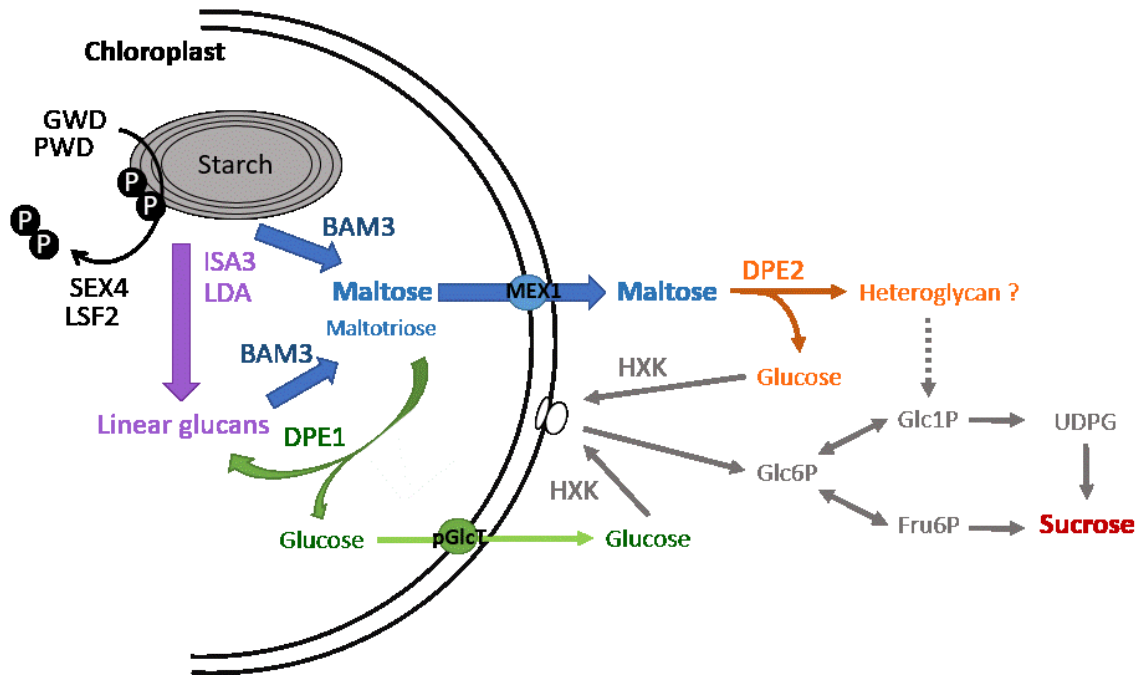 Chloroplast
GWD
PWD
Starch
P
P
P
P
SEX4
LSF2
ISA3
LDA
BAM3
Maltose
Maltotriose
MEX1
Maltose
DPE2
Heteroglycan ?
BAM3
Linear glucans
DPE1
HXK
Glucose
Glc1P
UDPG
Glc6P
HXK
Fru6P
Sucrose
Glucose
pGlcT
Glucose